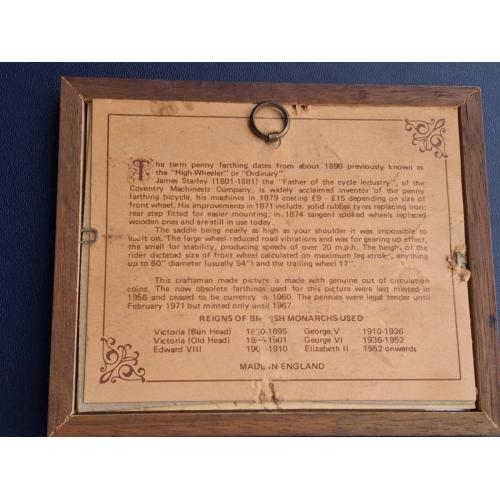 The term penny farthing dates from about 1890 previously known as
the "High-Wheeler" or "Ordinary".
James Starley (1801-1881) the "Father of the cycle industry", of the
Coventry Machinests Company, is widely acclaimed inventor of the penny
farthing bicycle, his machines in 1879 costing £9 - £15 depending on size of
front wheel. His improvements in 1871 include: solid rubber tyres replacing iron;
rear step fitted for easier mounting; in 1874 tangent spoked wheels replaced
wooden ones and are still in use today.
The saddle being nearly as high as your shoulder it was impossible to
built on. The large wheel reduced road vibrations and was for gearing up effect,
the small for stability, producing speeds of over 20 m.p.h. The height of the
rider dictated size of front wheel calculated on maximum leg stroke, anything
up to 60" diameter (usually 54") and the trailing wheel 17".
This craftsman made picture is made with genuine out of circulation
coins. The now obsolete farthings used for this picture were last minted in
1956 and ceased to be currency in 1960. The pennies were legal tender until
February 1971 but minted only until 1967.
REIGNS OF BRITISH MONARCHS USED
Victoria (Bun Head) 1860-1895 George V 1910-1936
Victoria (Old Head) 1895-1901 George VI 1936-1952
Edward VIII 1901-1910 Elizabeth II 1952 onwards
MADE IN ENGLAND